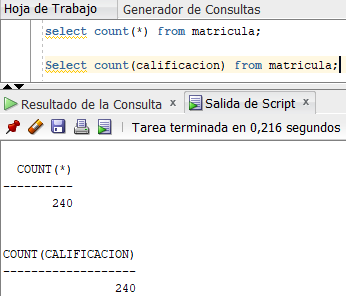 Hoja de Trabajo Generador de Consultas
select count(*) from matricula;
Select count(calificacion) from matricula;
Resultado de la Consulta x Salida de Script x
Tarea terminada en 0,216 segundos
COUNT(*)
----------
240
COUNT(CALIFICACION)
-------------------
240